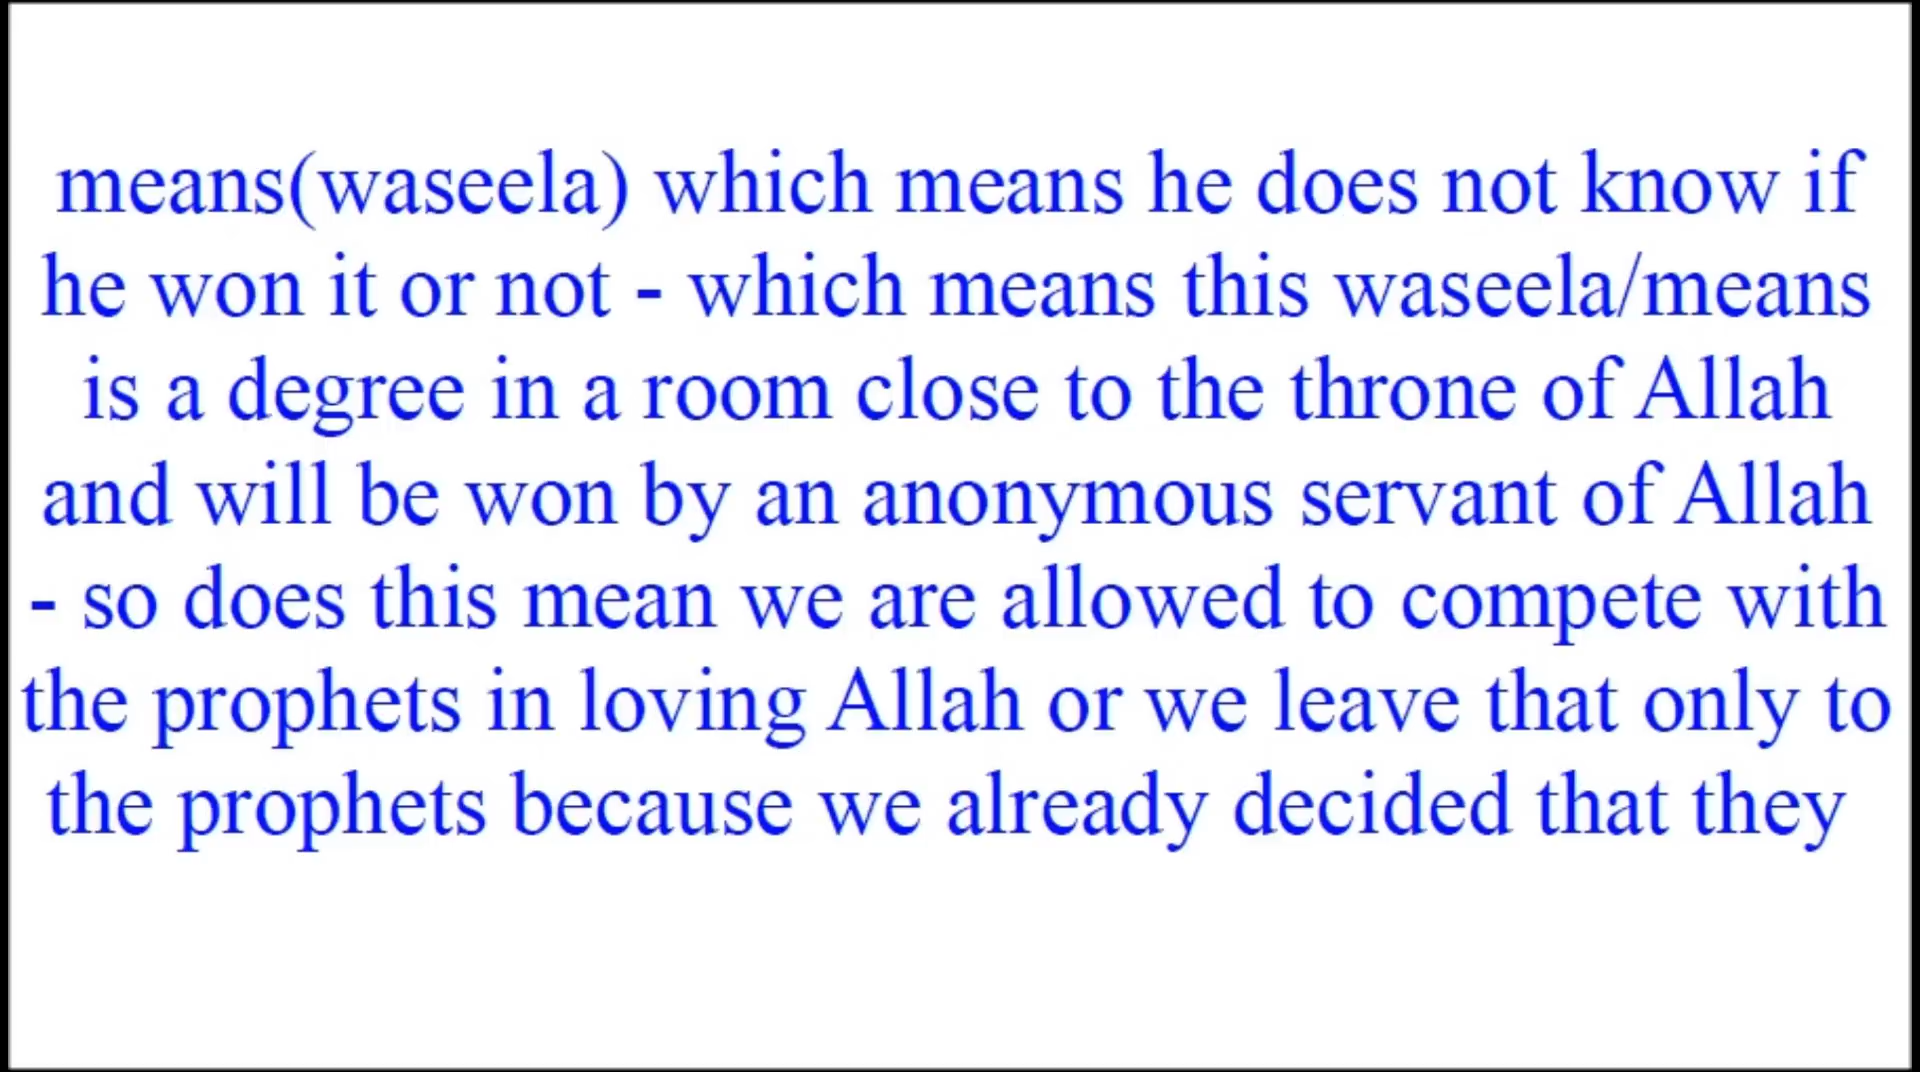 means(waseela) which means he does not know if
he won it or not - which means this waseela/means
is a degree in a room close to the throne of Allah
and will be won by an anonymous servant of Allah
- so does this mean we are allowed to compete with
the prophets in loving Allah or we leave that only to
the prophets because we already decided that they